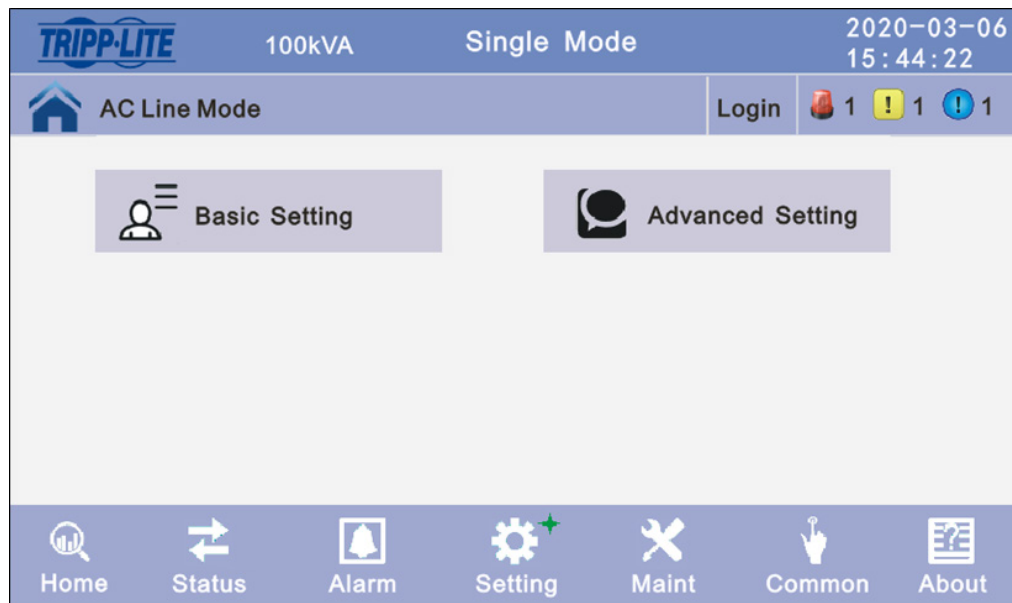 TRIPP·LITE 100kVA Single Mode 2020-03-06
15:44:22
AC Line Mode Login 1 ! 1 ! 1
Basic Setting Advanced Setting
Home Status Alarm Setting Maint Common About